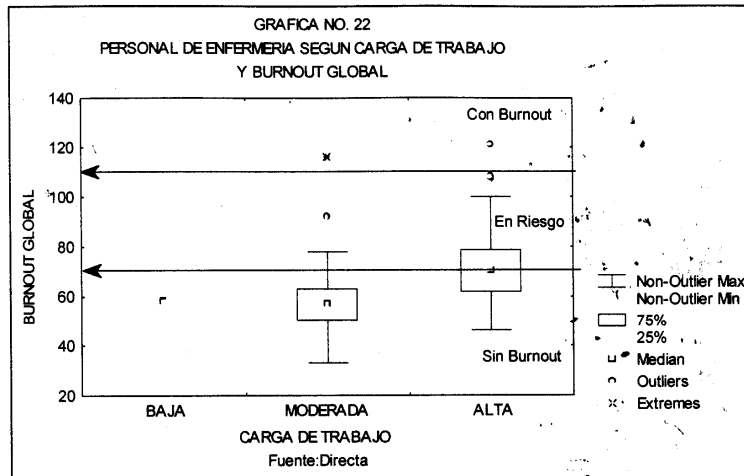 GRAFICA NO. 22
PERSONAL DE ENFERMERIA SEGUN CARGA DE TRABAJO
Y BURNOUT GLOBAL
BURNOUT GLOBAL
140
120
100
80
60
40
20
Con Burnout
En Riesgo
Sin Burnout
BAJA
MODERADA
ALTA
CARGA DE TRABAJO
Fuente:Directa
Non-Outlier Max
Non-Outlier Min
75%
25%
Median
Outliers
Extremes